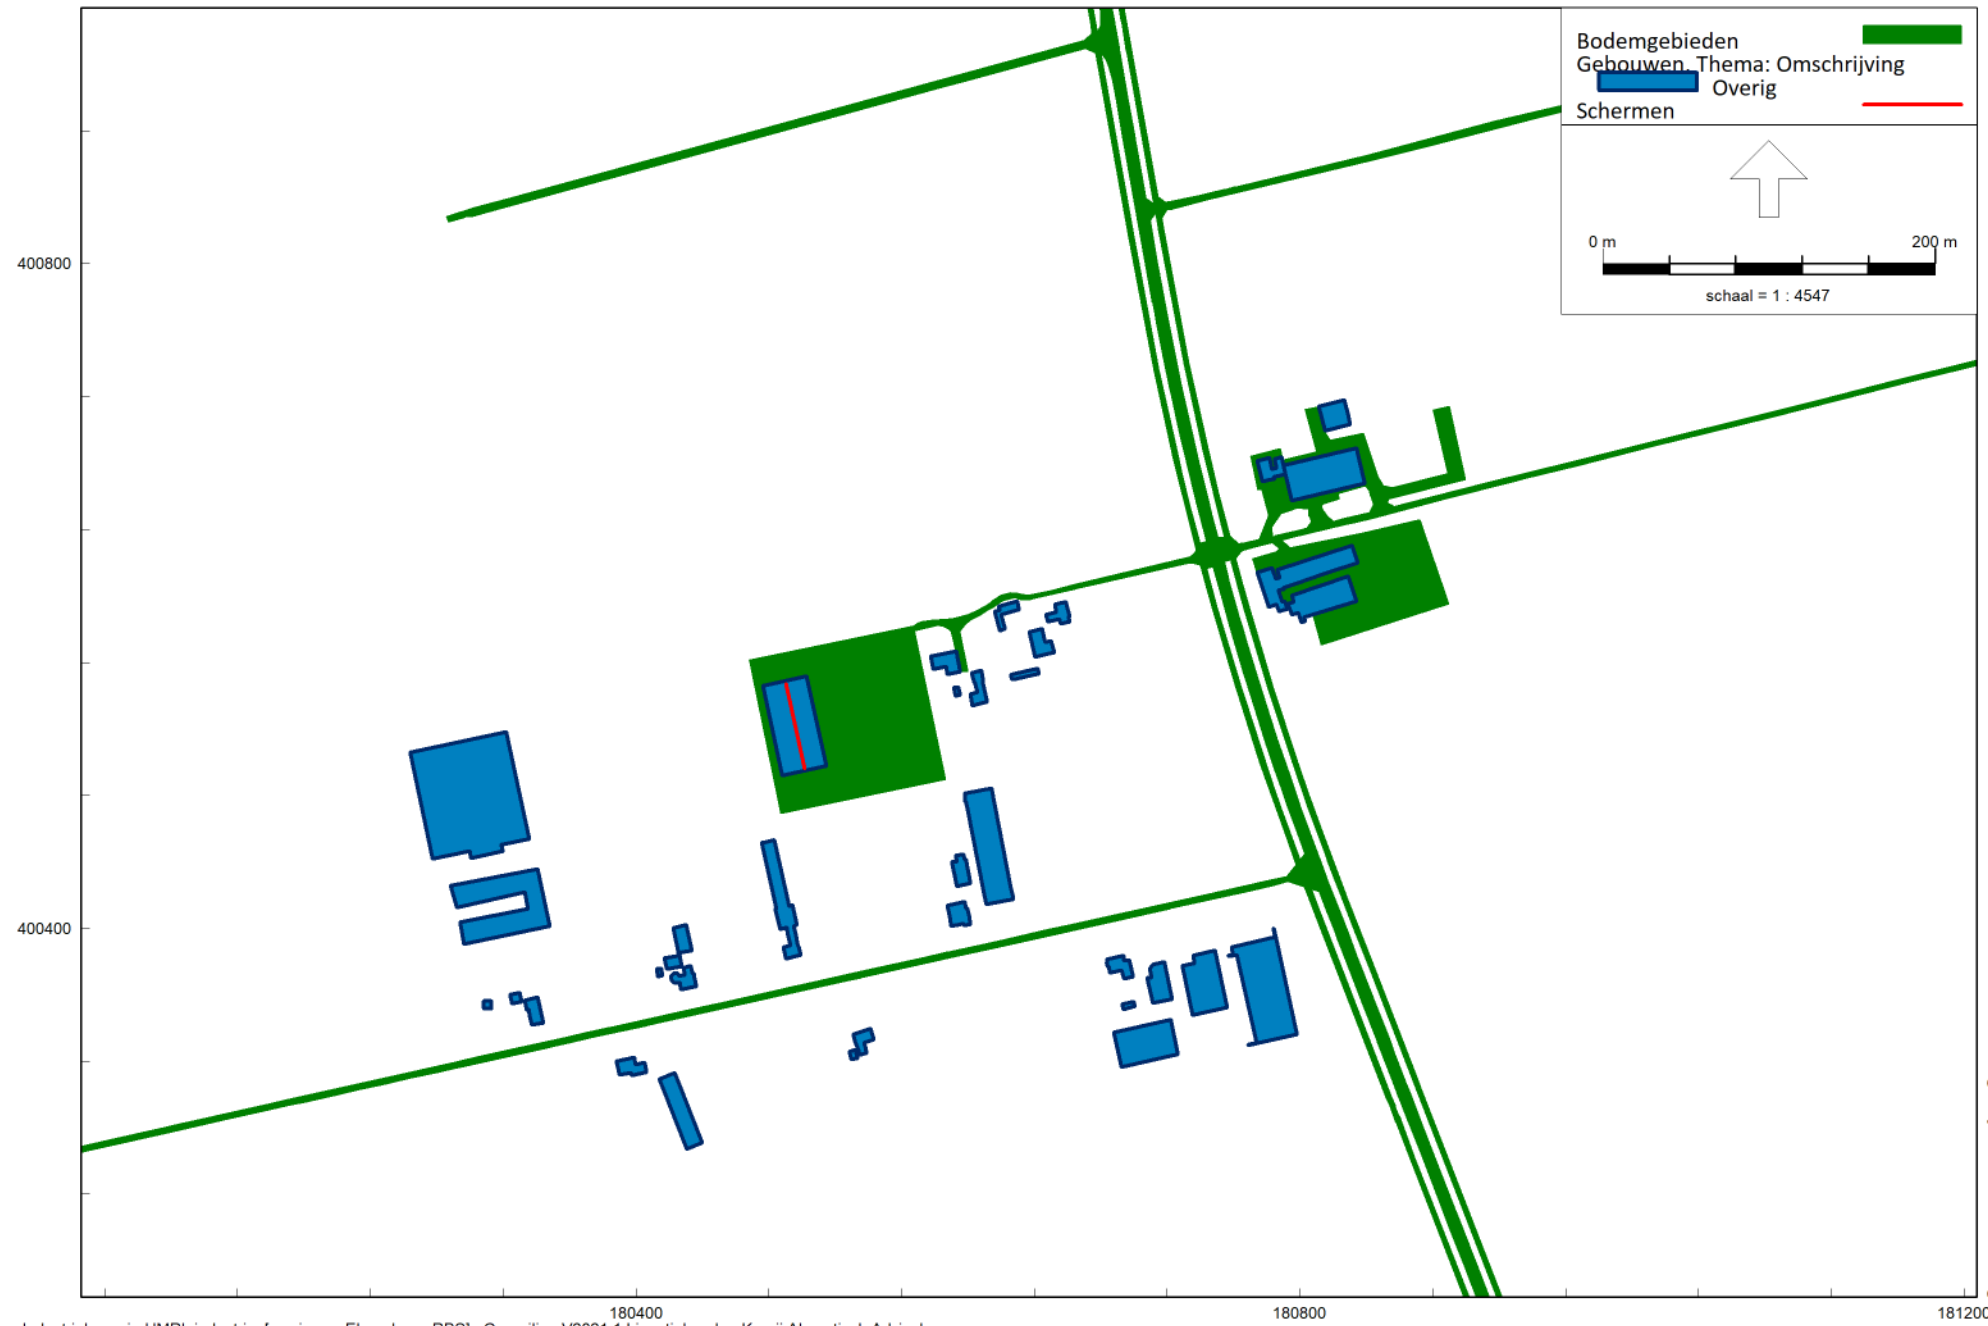 Bodemgebieden
Gebouwen, Thema: Omschrijving
Overig
Schermen
0 m 200 m
schaal = 1 : 4547
400800
400400
180400 180800 181200